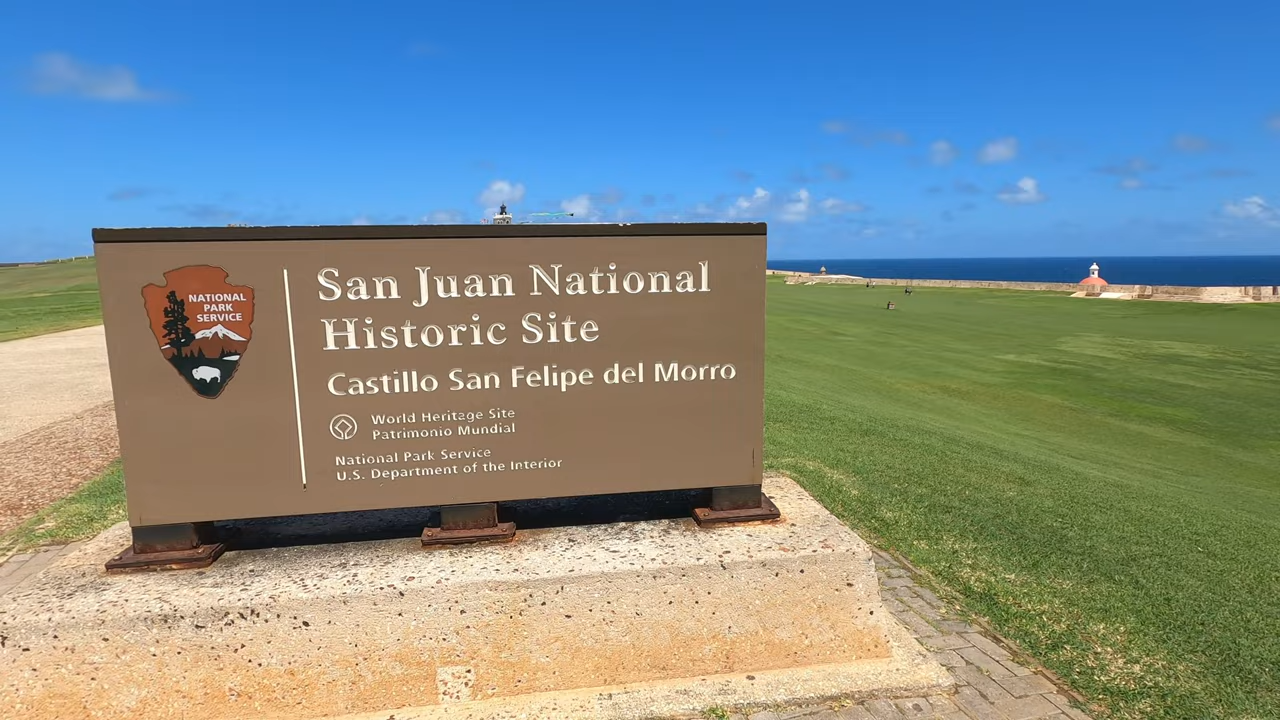 NATIONAL
PARK
SERVICE
San Juan National
Historic Site
Castillo San Felipe del Morro
World Heritage Site
Patrimonio Mundial
National Park Service
U.S. Department of the Interior